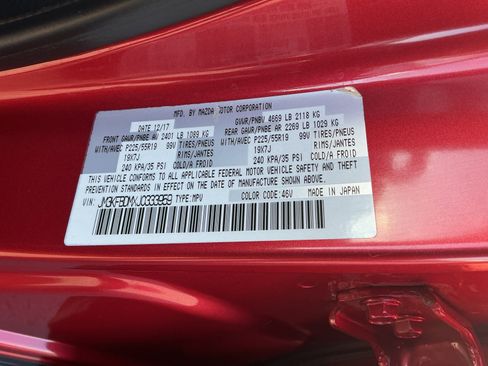 MFD. BY MAZDA MOTOR CORPORATION
DATE 12/17 GVWR/PNBV 4669 LB 2118 KG
FRONT GAWR/PNBE AV 2401 LB 1089 KG REAR GAWR/PNBE AR 2269 LB 1029 KG
WITH/AVEC P225/55R19 99V TIRES/PNEUS WITH/AVEC P225/55R19 99V TIRES/PNEUS
19X7J RIMS/JANTES 19X7J RIMS/JANTES
240 KPA/35 PSI COLD/A FROID 240 KPA/35 PSI COLD/A FROID
THIS VEHICLE CONFORMS TO ALL APPLICABLE FEDERAL MOTOR VEHICLE SAFETY AND THEFT
PREVENTION STANDARDS IN EFFECT ON THE DATE OF MANUFACTURE SHOWN ABOVE.
VIN: JM3KFBDMXJ0333959 TYPE: MPV COLOR CODE: 46V MADE IN JAPAN